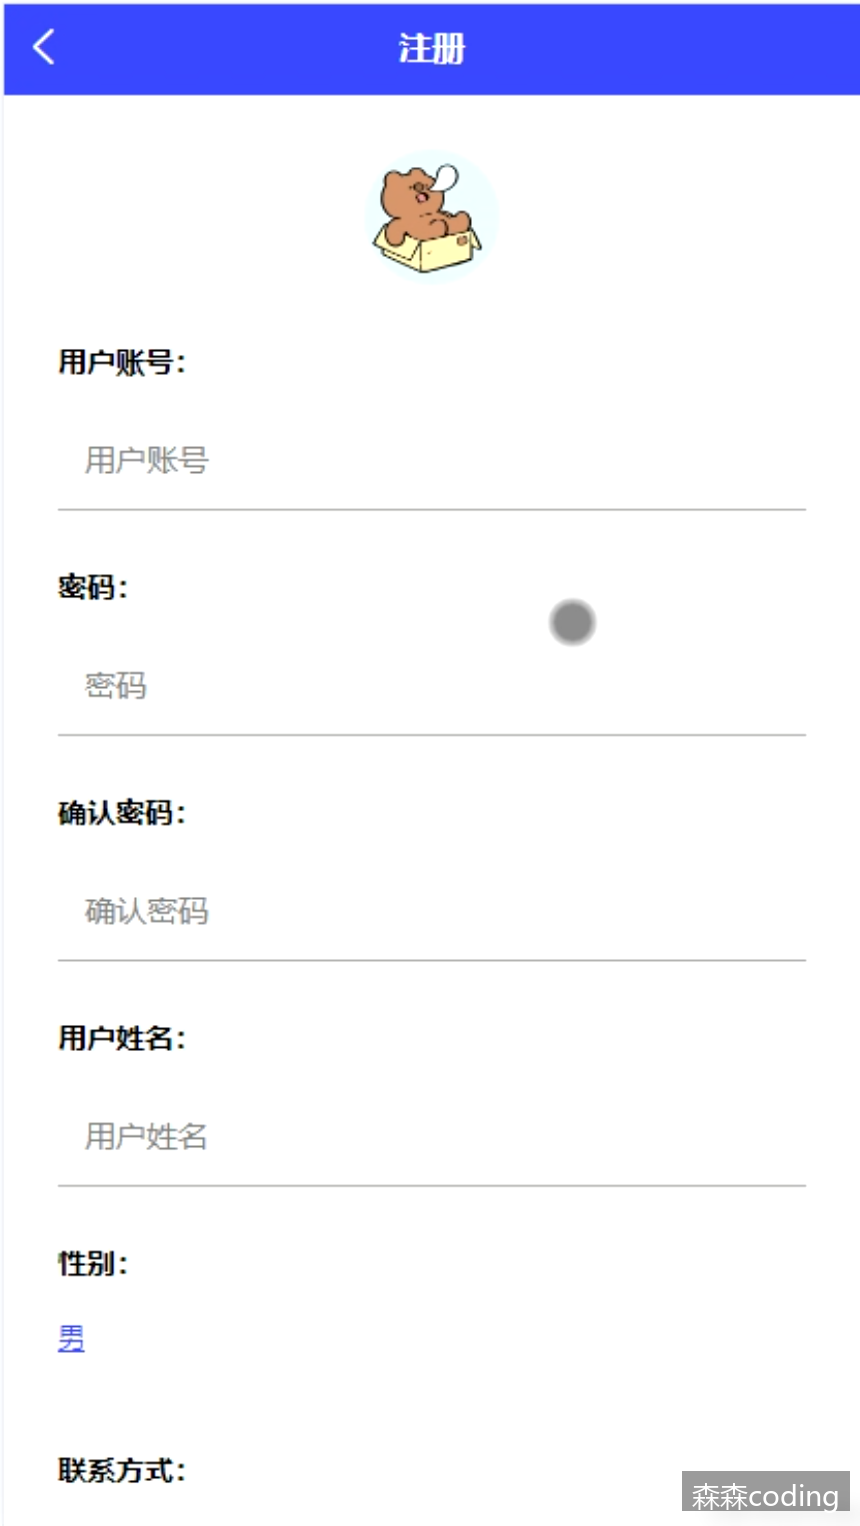 注册
用户账号：
用户账号
密码：
密码
确认密码：
确认密码
用户姓名：
用户姓名
性别：
男
联系方式：
森森coding